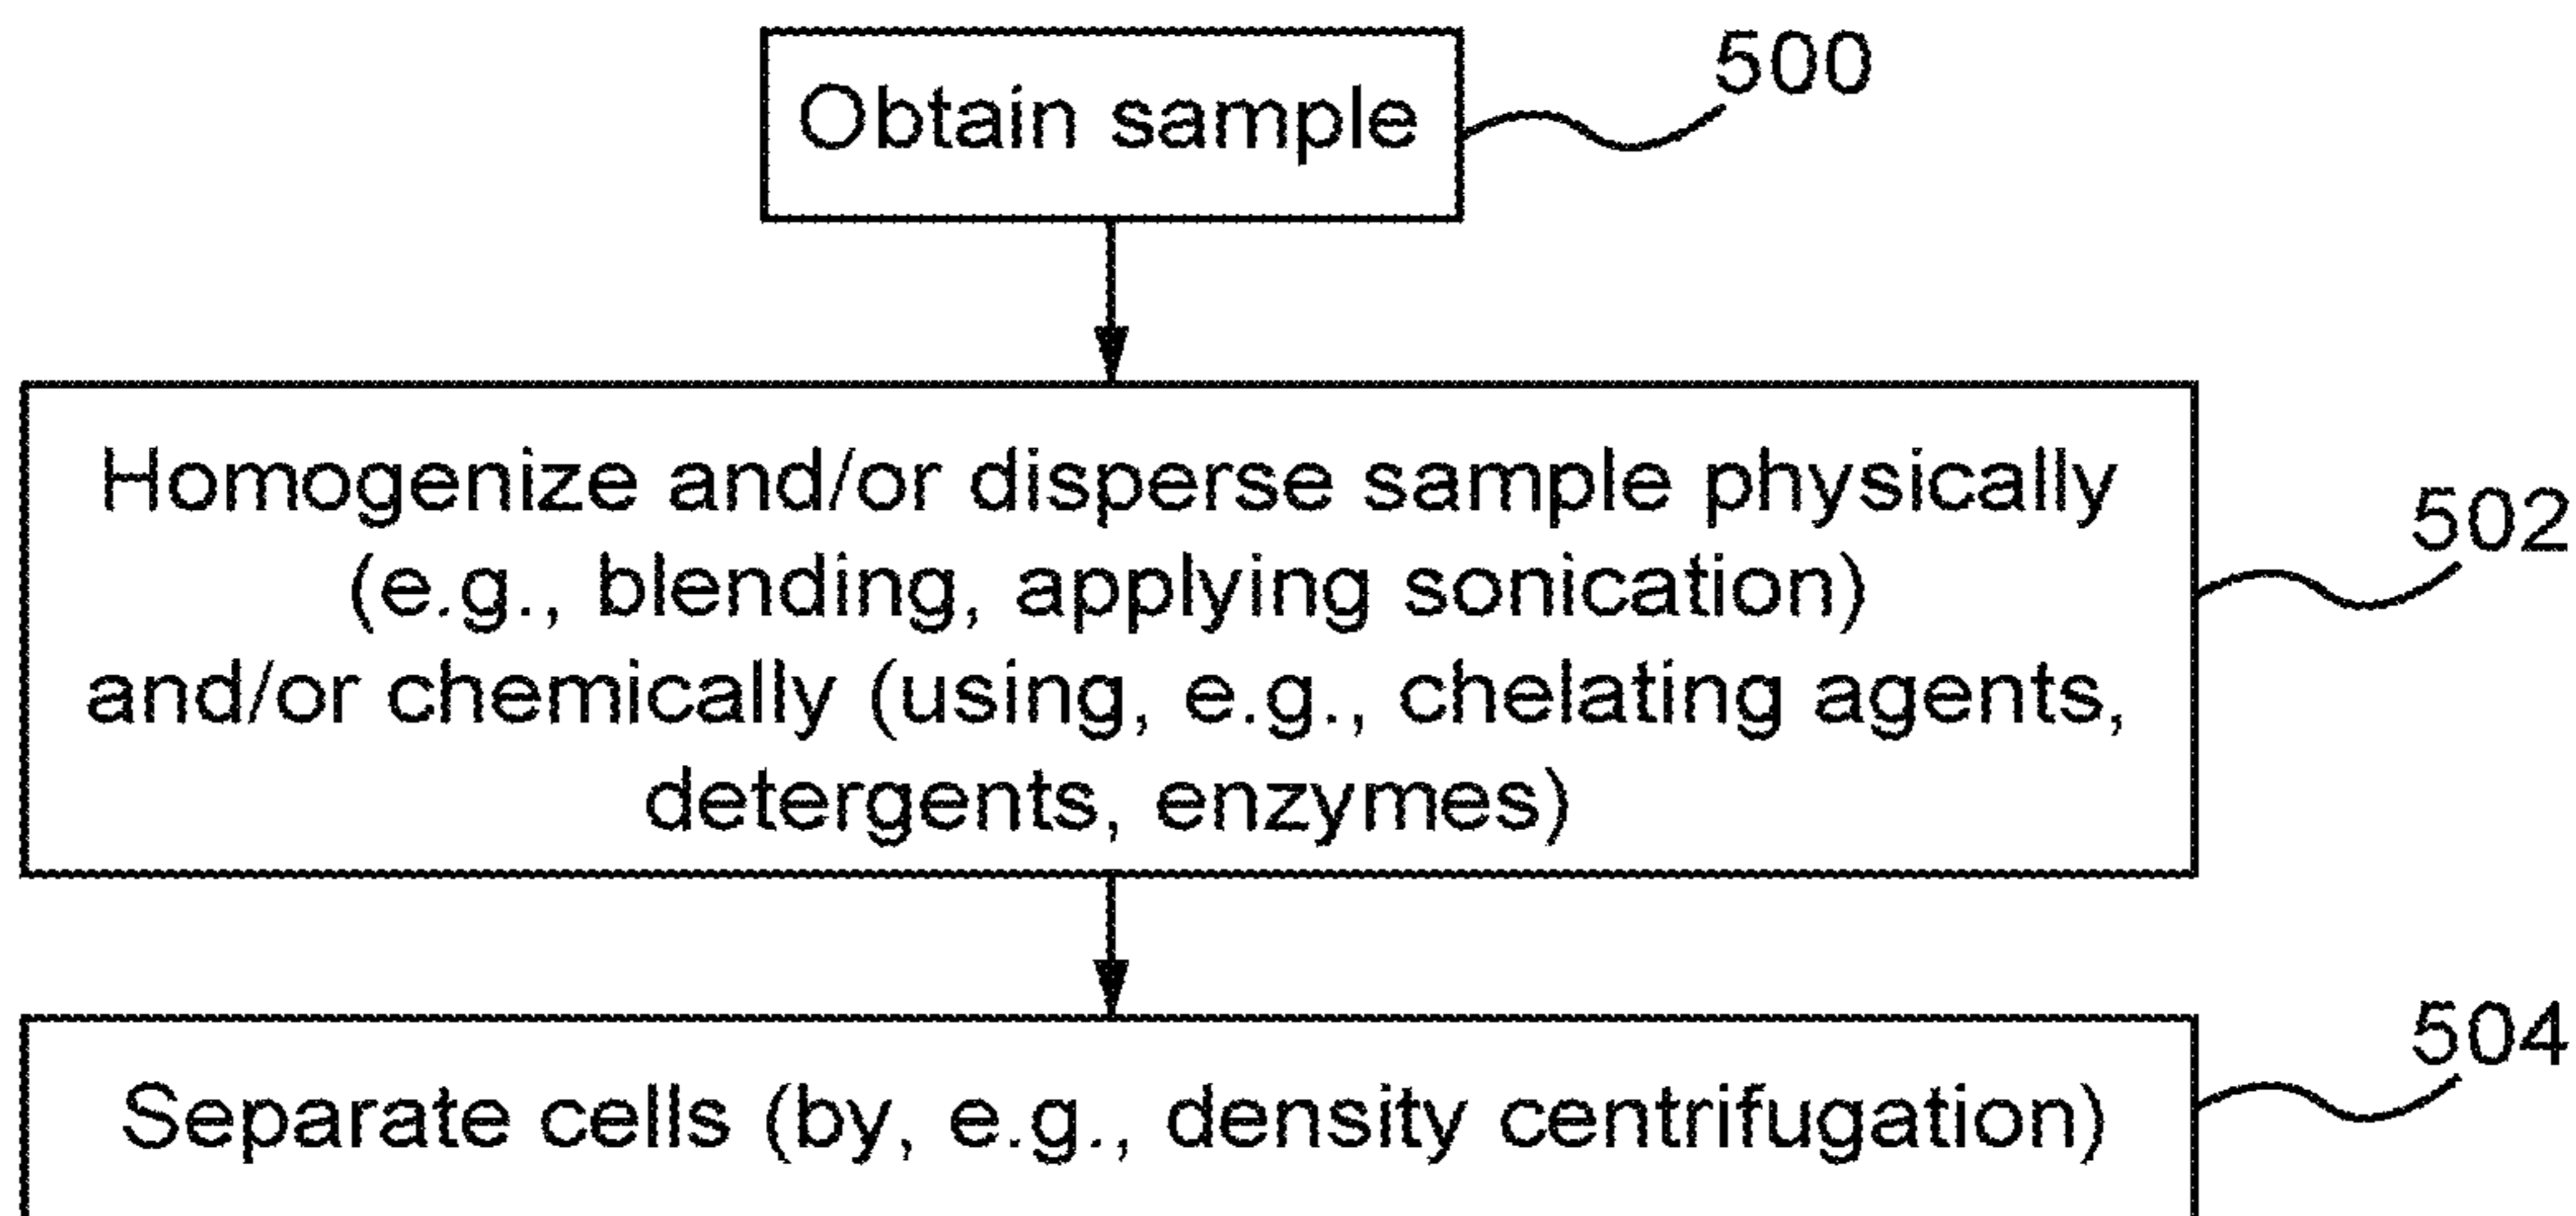 Obtain sample
500
Homogenize and/or disperse sample physically
(e.g., blending, applying sonication)
and/or chemically (using, e.g., chelating agents,
detergents, enzymes)
502
Separate cells (by, e.g., density centrifugation)
504